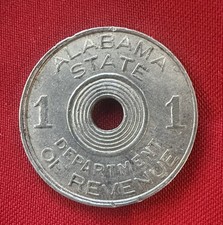 ALABAMA
STATE
1 1
DEPARTMENT
OF REVENUE